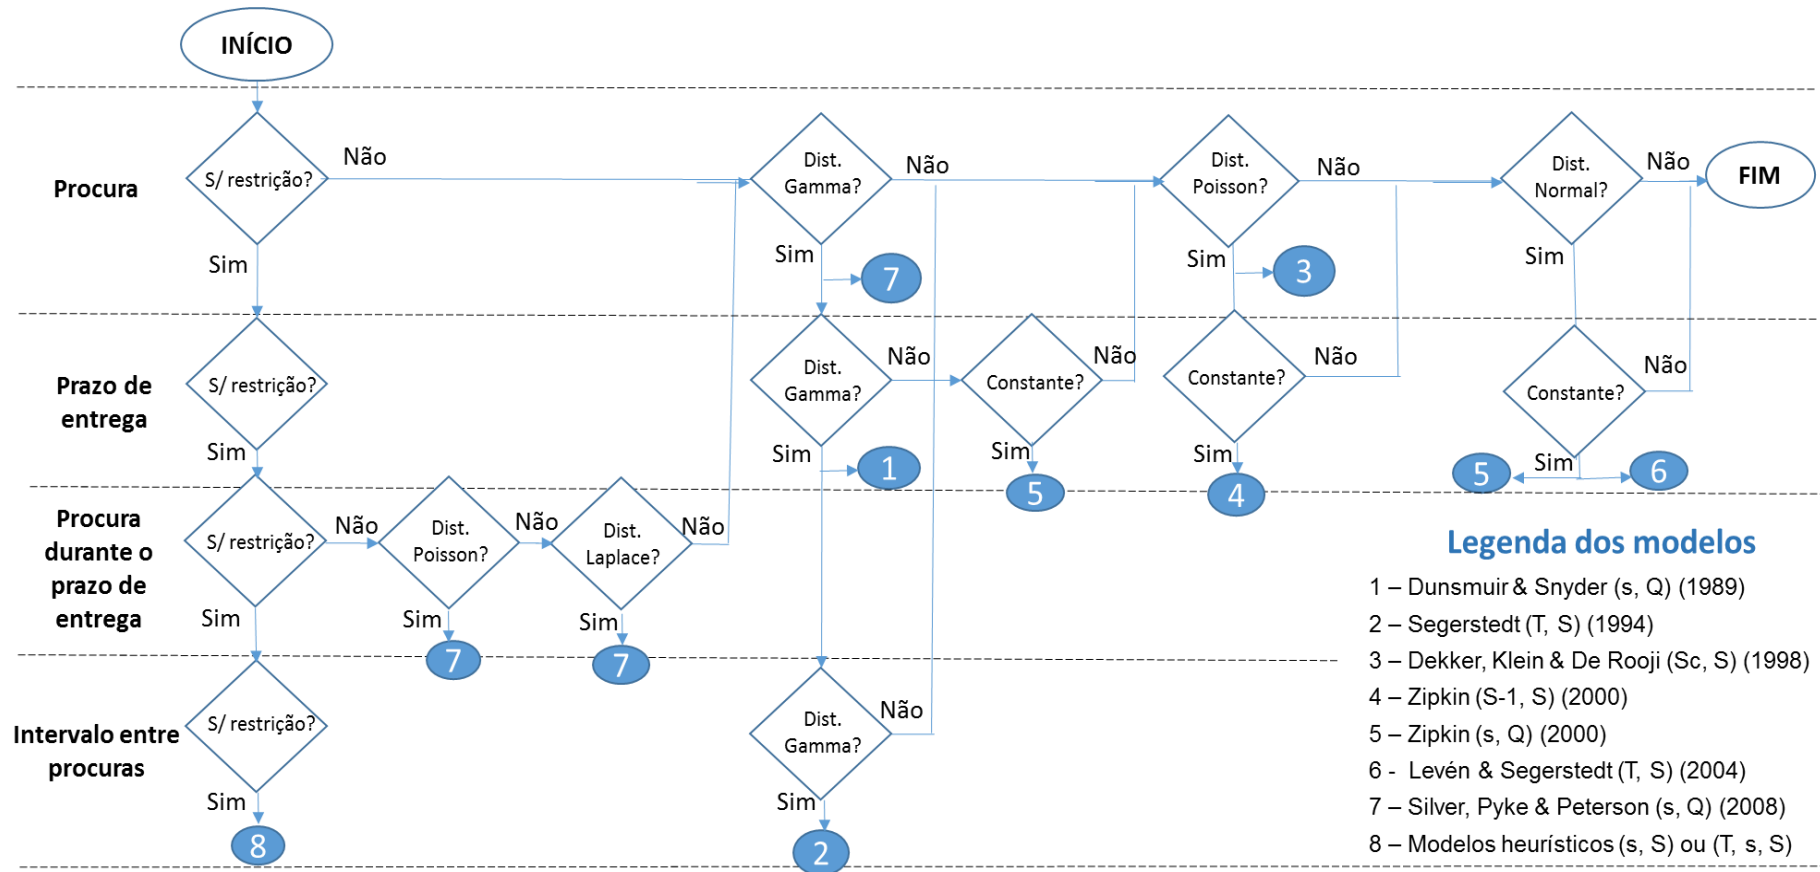 INÍCIO
Procura
S/ restrição?
Não
Dist.
Gamma?
Não
Dist.
Poisson?
Não
Dist.
Normal?
Não
FIM
Sim
Sim
7
Sim
3
Sim
Prazo de
entrega
S/ restrição?
Dist.
Gamma?
Não
Constante?
Não
Constante?
Não
Constante?
Não
Sim
Sim
1
Sim
5
Sim
4
Sim
5
6
Procura
durante o
prazo de
entrega
S/ restrição?
Não
Dist.
Poisson?
Não
Dist.
Laplace?
Não
Sim
Sim
7
Sim
7
Intervalo entre
procuras
S/ restrição?
Dist.
Gamma?
Não
Sim
8
Sim
2
Legenda dos modelos
1 – Dunsmuir & Snyder (s, Q) (1989)
2 – Segerstedt (T, S) (1994)
3 – Dekker, Klein & De Rooji (Sc, S) (1998)
4 – Zipkin (S-1, S) (2000)
5 – Zipkin (s, Q) (2000)
6 - Levén & Segerstedt (T, S) (2004)
7 – Silver, Pyke & Peterson (s, Q) (2008)
8 – Modelos heurísticos (s, S) ou (T, s, S)